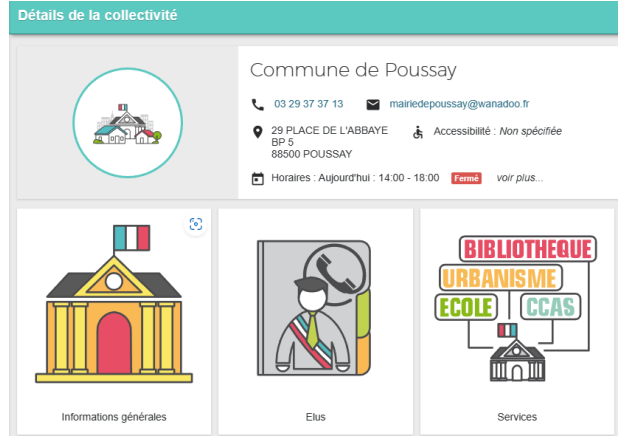 Détails de la collectivité
Commune de Poussay
03 29 37 37 13 mairiedepoussay@wanadoo.fr
29 PLACE DE L'ABBAYE Accessibilité : Non spécifiée
BP 5
88500 POUSSAY
Horaires : Aujourd'hui : 14:00 - 18:00 Fermé voir plus...
BIBLIOTHEQUE
URBANISME
ECOLE CCAS
Informations générales Elus Services